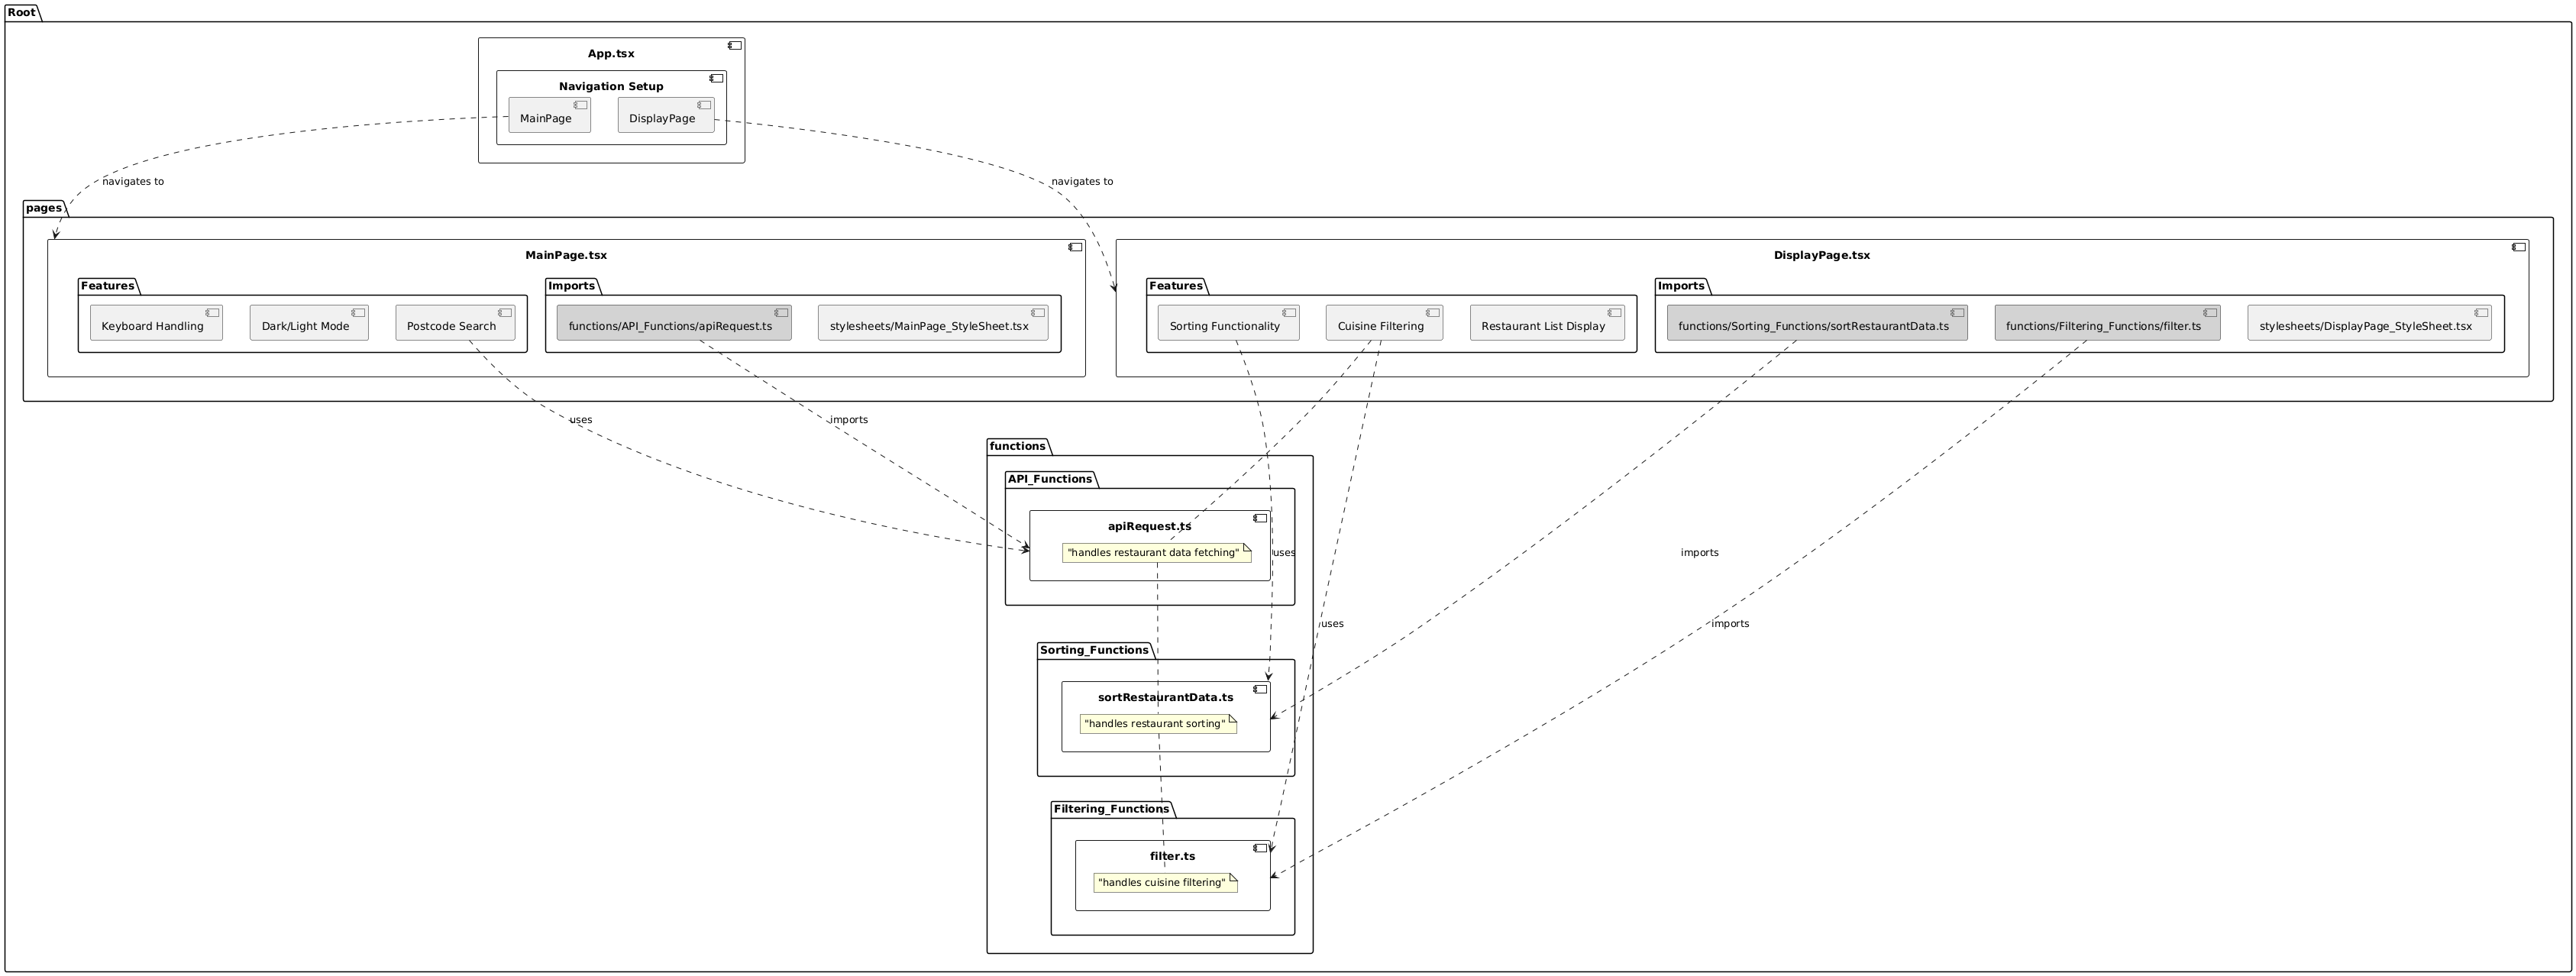 Root
App.tsx
Navigation Setup
MainPage
DisplayPage
navigates to
navigates to
pages
MainPage.tsx
Features
Keyboard Handling
Dark/Light Mode
Postcode Search
Imports
functions/API_Functions/apiRequest.ts
stylesheets/MainPage_StyleSheet.tsx
DisplayPage.tsx
Features
Sorting Functionality
Cuisine Filtering
Restaurant List Display
Imports
functions/Sorting_Functions/sortRestaurantData.ts
functions/Filtering_Functions/filter.ts
stylesheets/DisplayPage_StyleSheet.tsx
uses
imports
functions
API_Functions
apiRequest.ts
"handles restaurant data fetching"
uses
imports
uses
imports
Sorting_Functions
sortRestaurantData.ts
"handles restaurant sorting"
Filtering_Functions
filter.ts
"handles cuisine filtering"